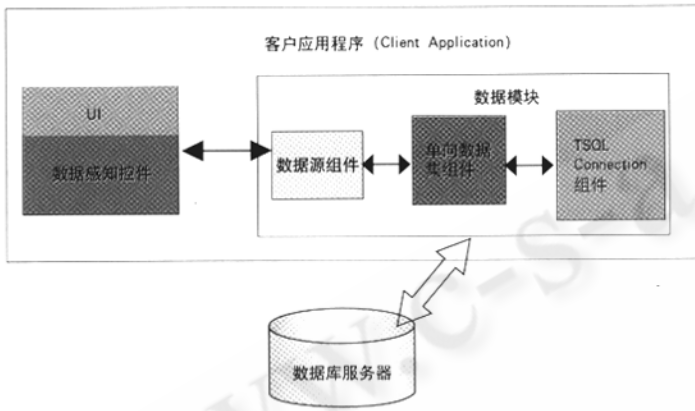 客户应用程序 (Client Application)
数据模块
UI
数据感知控件
数据源组件
单向数据
集组件
TSQL
Connection
组件
数据库服务器